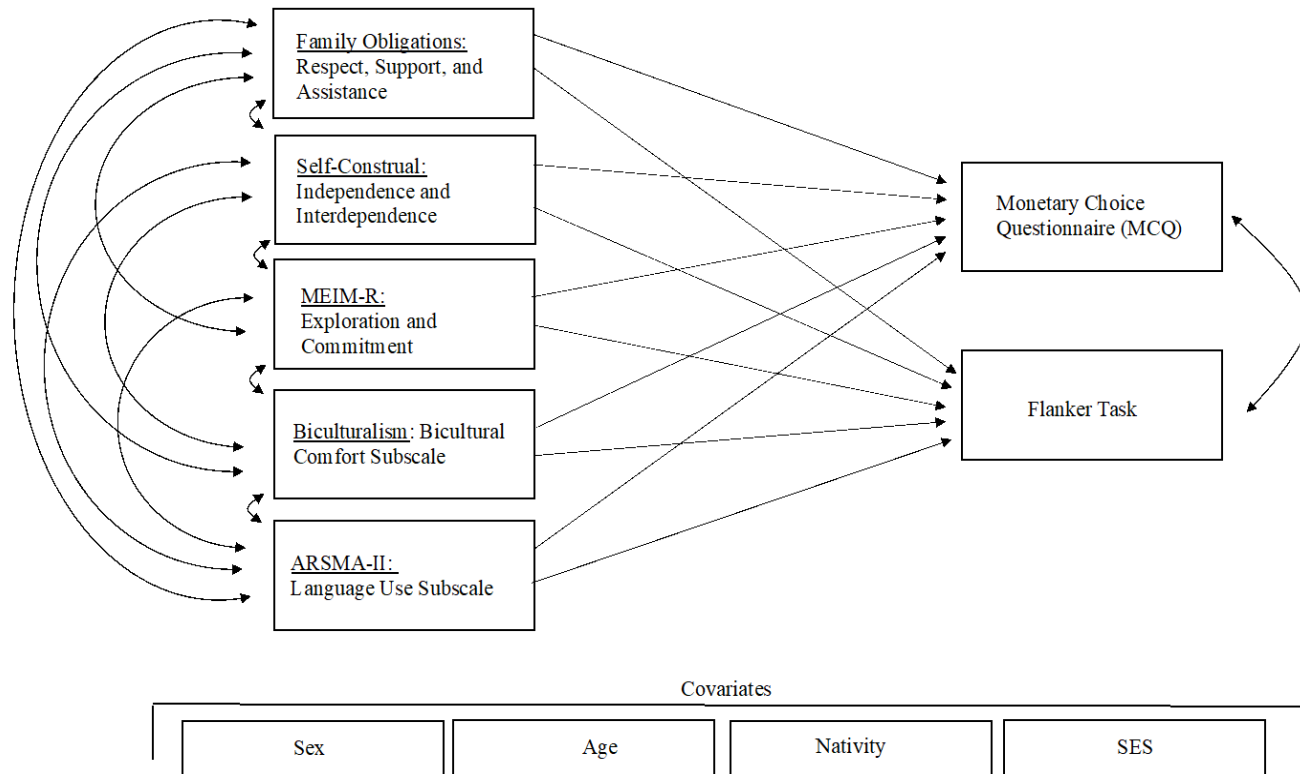 Family Obligations:
Respect, Support, and
Assistance
Self-Construal:
Independence and
Interdependence
MEIM-R:
Exploration and
Commitment
Biculturalism: Bicultural
Comfort Subscale
ARSMA-II:
Language Use Subscale
Monetary Choice
Questionnaire (MCQ)
Flanker Task
Covariates
Sex
Age
Nativity
SES